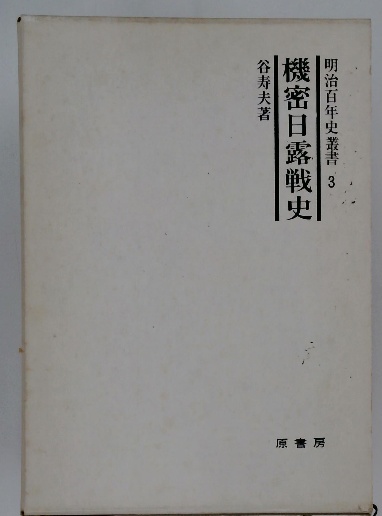 明治百年史叢書 3
機密日露戦史
谷寿夫著
原書房